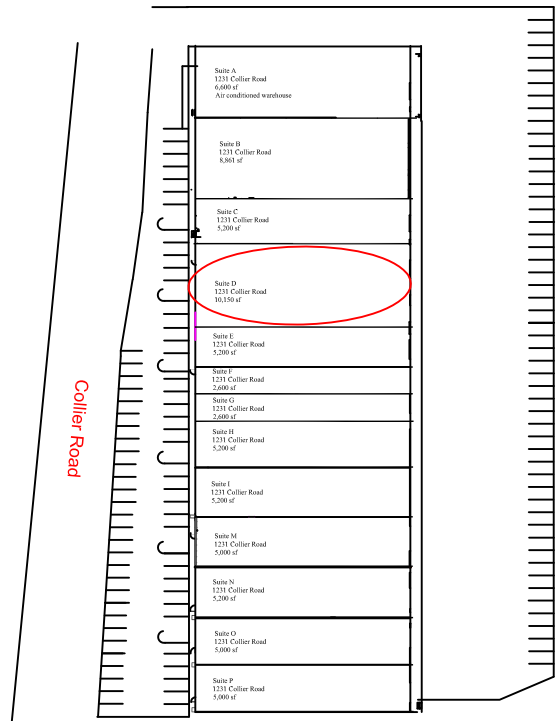 Suite A
1231 Collier Road
6,600 sf
Air conditioned warehouse
Suite B
1231 Collier Road
8,861 sf
Suite C
1231 Collier Road
5,200 sf
Suite D
1231 Collier Road
10,150 sf
Suite E
1231 Collier Road
5,200 sf
Suite F
1231 Collier Road
2,600 sf
Suite G
1231 Collier Road
2,600 sf
Suite H
1231 Collier Road
5,200 sf
Suite I
1231 Collier Road
5,200 sf
Suite M
1231 Collier Road
5,000 sf
Suite N
1231 Collier Road
5,200 sf
Suite O
1231 Collier Road
5,000 sf
Suite P
1231 Collier Road
5,000 sf
Collier Road